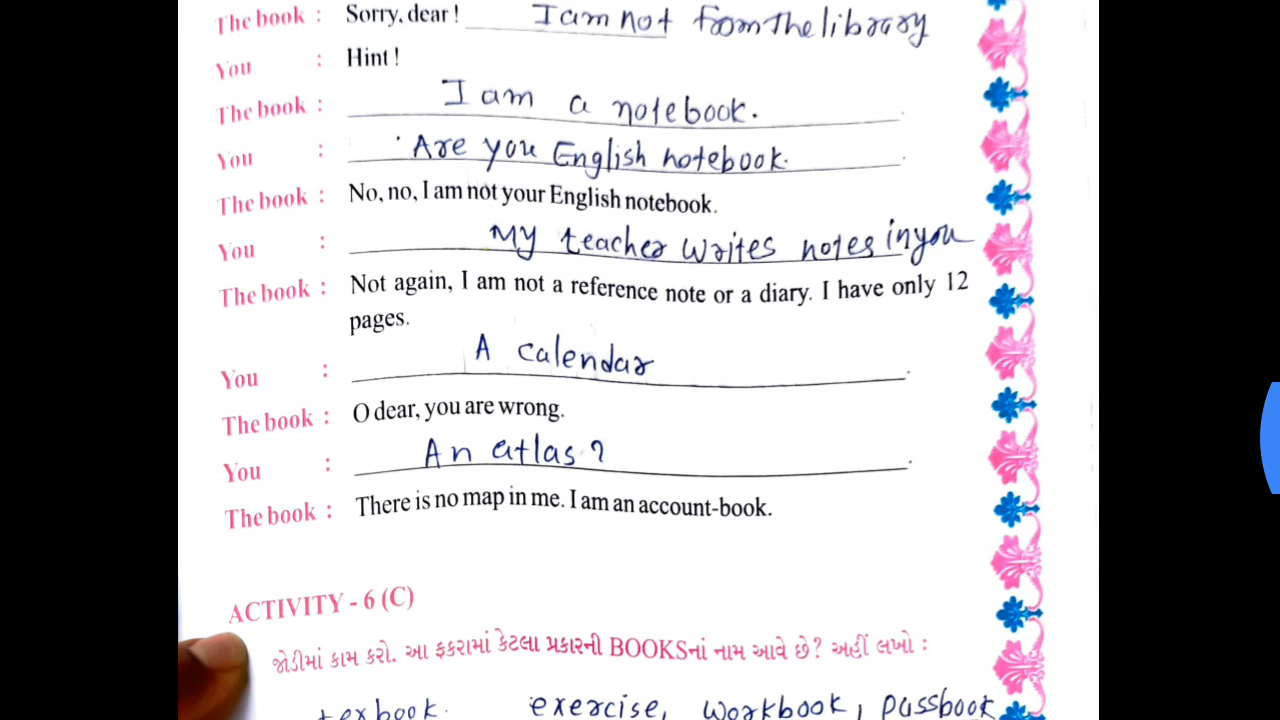 The book : Sorry, dear ! I am not from the library
You : Hint !
The book : I am a notebook.
You : Are you English notebook.
The book : No, no, I am not your English notebook.
You : My teacher writes notes in you
The book : Not again, I am not a reference note or a diary. I have only 12
pages.
You : A calendar.
The book : O dear, you are wrong.
You : An atlas ?.
The book : There is no map in me. I am an account-book.
ACTIVITY - 6 (C)
જોડીમાં કામ કરો. આ ફકરામાં કેટલા પ્રકારની BOOKSનાં નામ આવે છે? અહીં લખો :
texbook. exercise, workbook, passbook